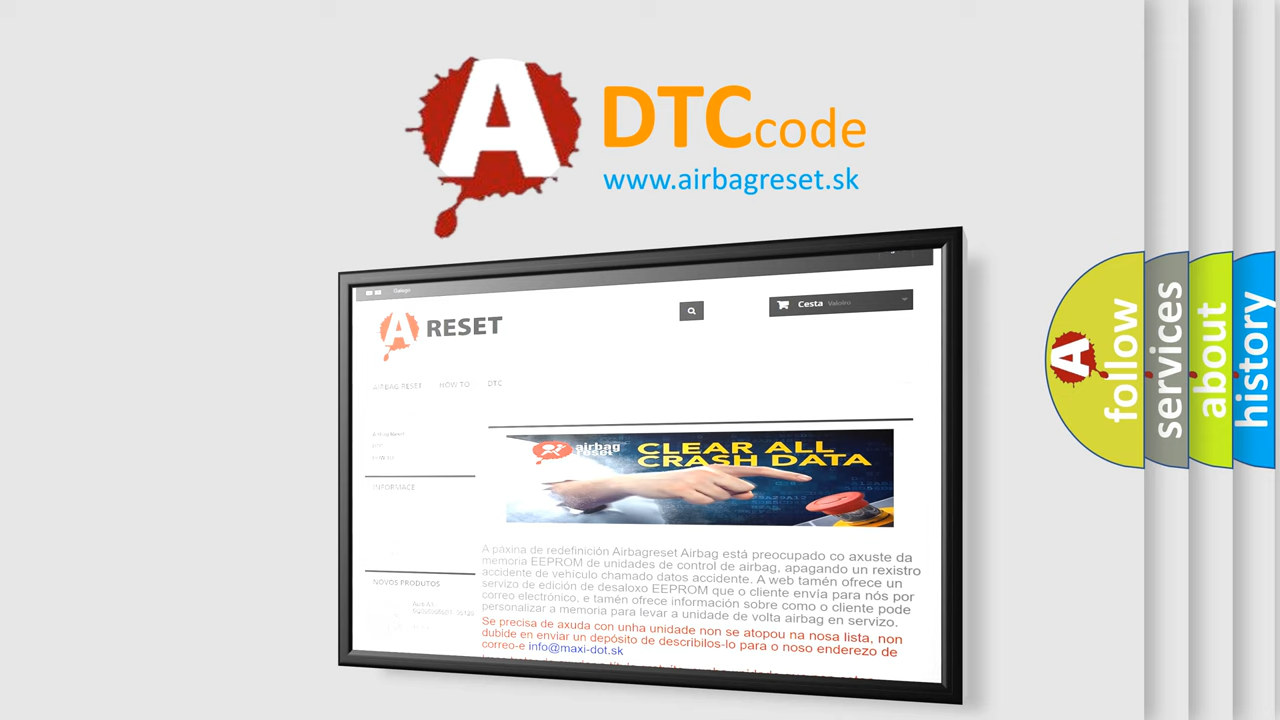 A DTCcode
www.airbagreset.sk
Galego
A RESET
Cesta Valeiro
AIRBAG RESET HOW TO DTC
INFORMACE
NOVOS PRODUTOS
airbag
reset
CLEAR ALL
CRASH DATA
A páxina de redefinición Airbagreset Airbag está preocupado co axuste da
memoria EEPROM de unidades de control de airbag, apagando un rexistro
accidente de vehículo chamado datos accidente. A web tamén ofrece un
servizo de edición de desaloxo EEPROM que o cliente envía para nós por
correo electrónico, e tamén ofrece información sobre como o cliente pode
personalizar a memoria para levar a unidade de volta airbag en servizo.
Se precisa de axuda con unha unidade non se atopou na nosa lista, non
dubide en enviar un depósito de describilos-lo para o noso enderezo de
correo-e info@maxi-dot.sk
A follow
services
about
history